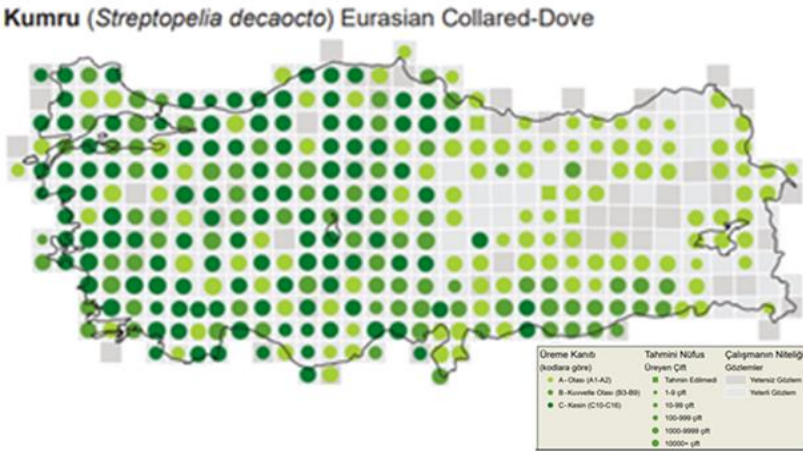 Kumru (Streptopelia decaocto) Eurasian Collared-Dove
Üreme Kanıtı
(kodlara göre)
A- Olası (A1-A2)
B- Kuvvetle Olası (B3-B9)
C- Kesin (C10-C16)
Tahmini Nüfus
Üreyen Çift
Tahmin Edilmedi
1-9 çift
10-99 çift
100-999 çift
1000-9999 çift
10000+ çift
Çalışmanın Niteliği
Gözlemler
Yetersiz Gözlem
Yeterli Gözlem